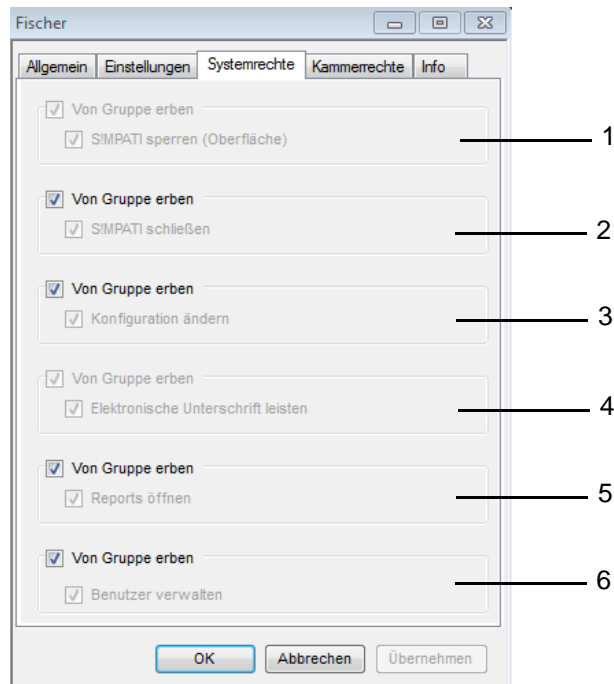 Fischer
Allgemein Einstellungen Systemrechte Kammerrechte Info
Von Gruppe erben
S!MPATI sperren (Oberfläche)
1
Von Gruppe erben
S!MPATI schließen
2
Von Gruppe erben
Konfiguration ändern
3
Von Gruppe erben
Elektronische Unterschrift leisten
4
Von Gruppe erben
Reports öffnen
5
Von Gruppe erben
Benutzer verwalten
6
OK Abbrechen Übernehmen